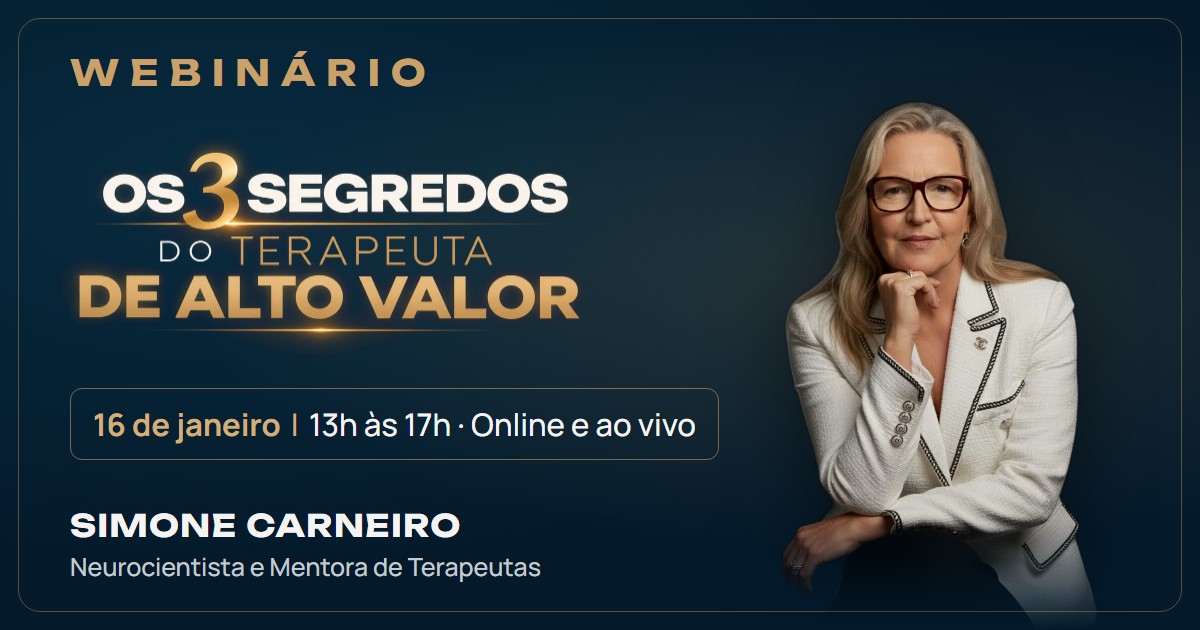 WEBINÁRIO
OS 3 SEGREDOS
DO TERAPEUTA
DE ALTO VALOR
16 de janeiro | 13h às 17h · Online e ao vivo
SIMONE CARNEIRO
Neurocientista e Mentora de Terapeutas